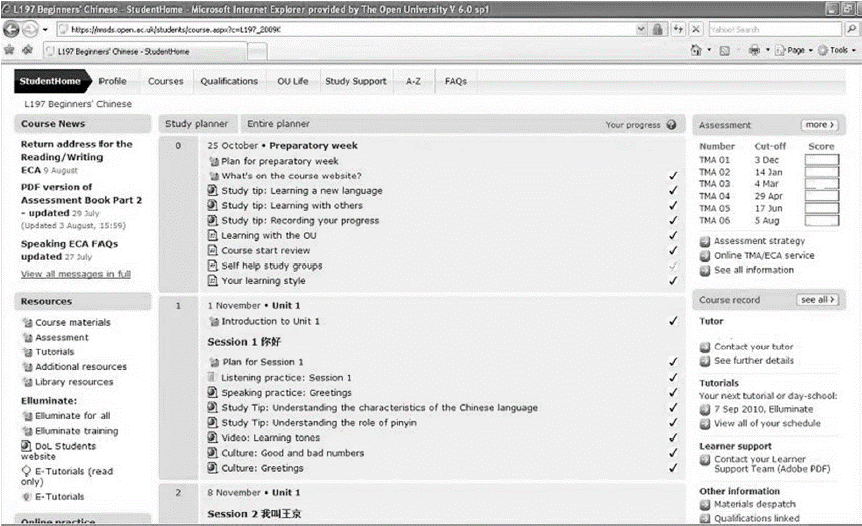 L197 Beginners' Chinese - StudentHome - Microsoft Internet Explorer provided by The Open University V 6.0 sp1
https://msds.open.ac.uk/students/course.aspx?c=L197_2009K
Yahoo! Search
L197 Beginners' Chinese - StudentHome
Page
Tools
StudentHome
Profile
Courses
Qualifications
OU Life
Study Support
A-Z
FAQs
L197 Beginners' Chinese
Course News
Return address for the
Reading/Writing
ECA 9 August
PDF version of
Assessment Book Part 2
- updated 29 July
(Updated 3 August, 15:59)
Speaking ECA FAQs
updated 27 July
View all messages in full
Resources
Course materials
Assessment
Tutorials
Additional resources
Library resources
Elluminate:
Elluminate for all
Elluminate training
DoL Students
website
E-Tutorials (read
only)
E-Tutorials
Online practice
Study planner
Entire planner
Your progress
0
25 October • Preparatory week
Plan for preparatory week
What's on the course website?
Study tip: Learning a new language
Study tip: Learning with others
Study tip: Recording your progress
Learning with the OU
Course start review
Self help study groups
Your learning style
1
1 November • Unit 1
Introduction to Unit 1
Session 1 你好
Plan for Session 1
Listening practice: Session 1
Speaking practice: Greetings
Study Tip: Understanding the characteristics of the Chinese language
Study Tip: Understanding the role of pinyin
Video: Learning tones
Culture: Good and bad numbers
Culture: Greetings
2
8 November • Unit 1
Session 2 我叫王京
Assessment
more >
Number Cut-off Score
TMA 01 3 Dec
TMA 02 14 Jan
TMA 03 4 Mar
TMA 04 29 Apr
TMA 05 17 Jun
TMA 06 5 Aug
Assessment strategy
Online TMA/ECA service
See all information
Course record
see all >
Tutor
Contact your tutor
See further details
Tutorials
Your next tutorial or day-school:
7 Sep 2010, Elluminate
View all of your schedule
Learner support
Contact your Learner
Support Team (Adobe PDF)
Other information
Materials despatch
Qualifications linked